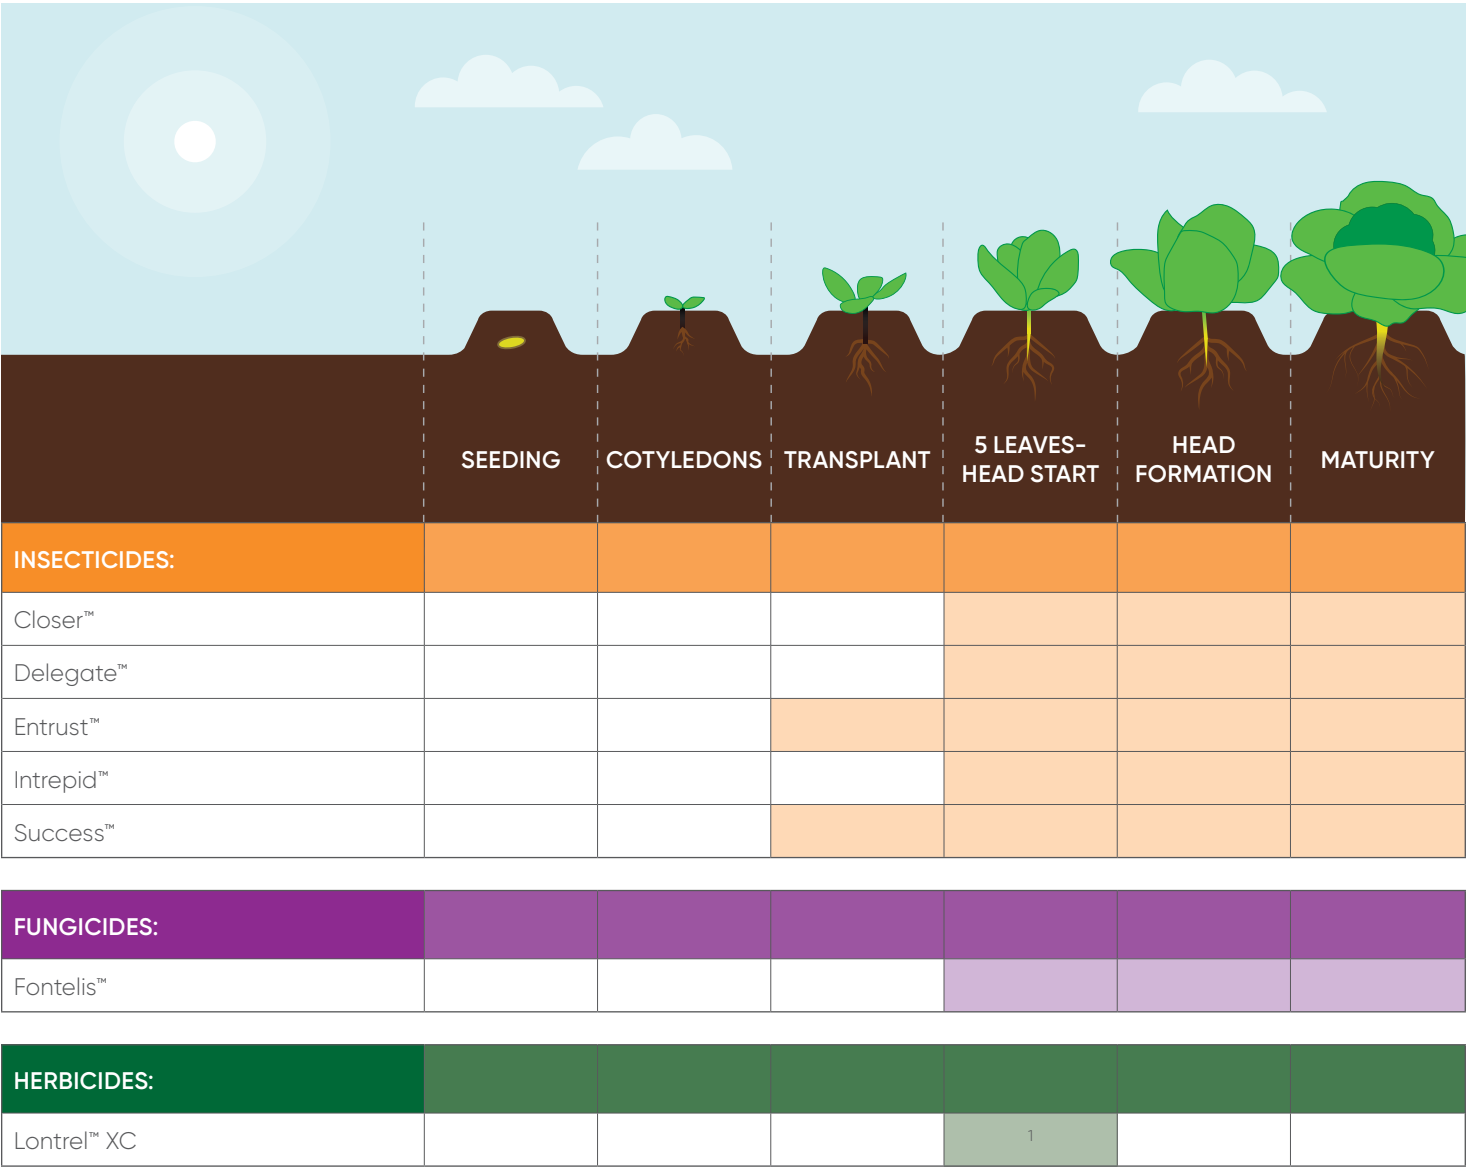 SEEDING
COTYLEDONS
TRANSPLANT
5 LEAVES-
HEAD START
HEAD
FORMATION
MATURITY
INSECTICIDES:
Closer™
Delegate™
Entrust™
Intrepid™
Success™
FUNGICIDES:
Fontelis™
HERBICIDES:
Lontrel™ XC
1